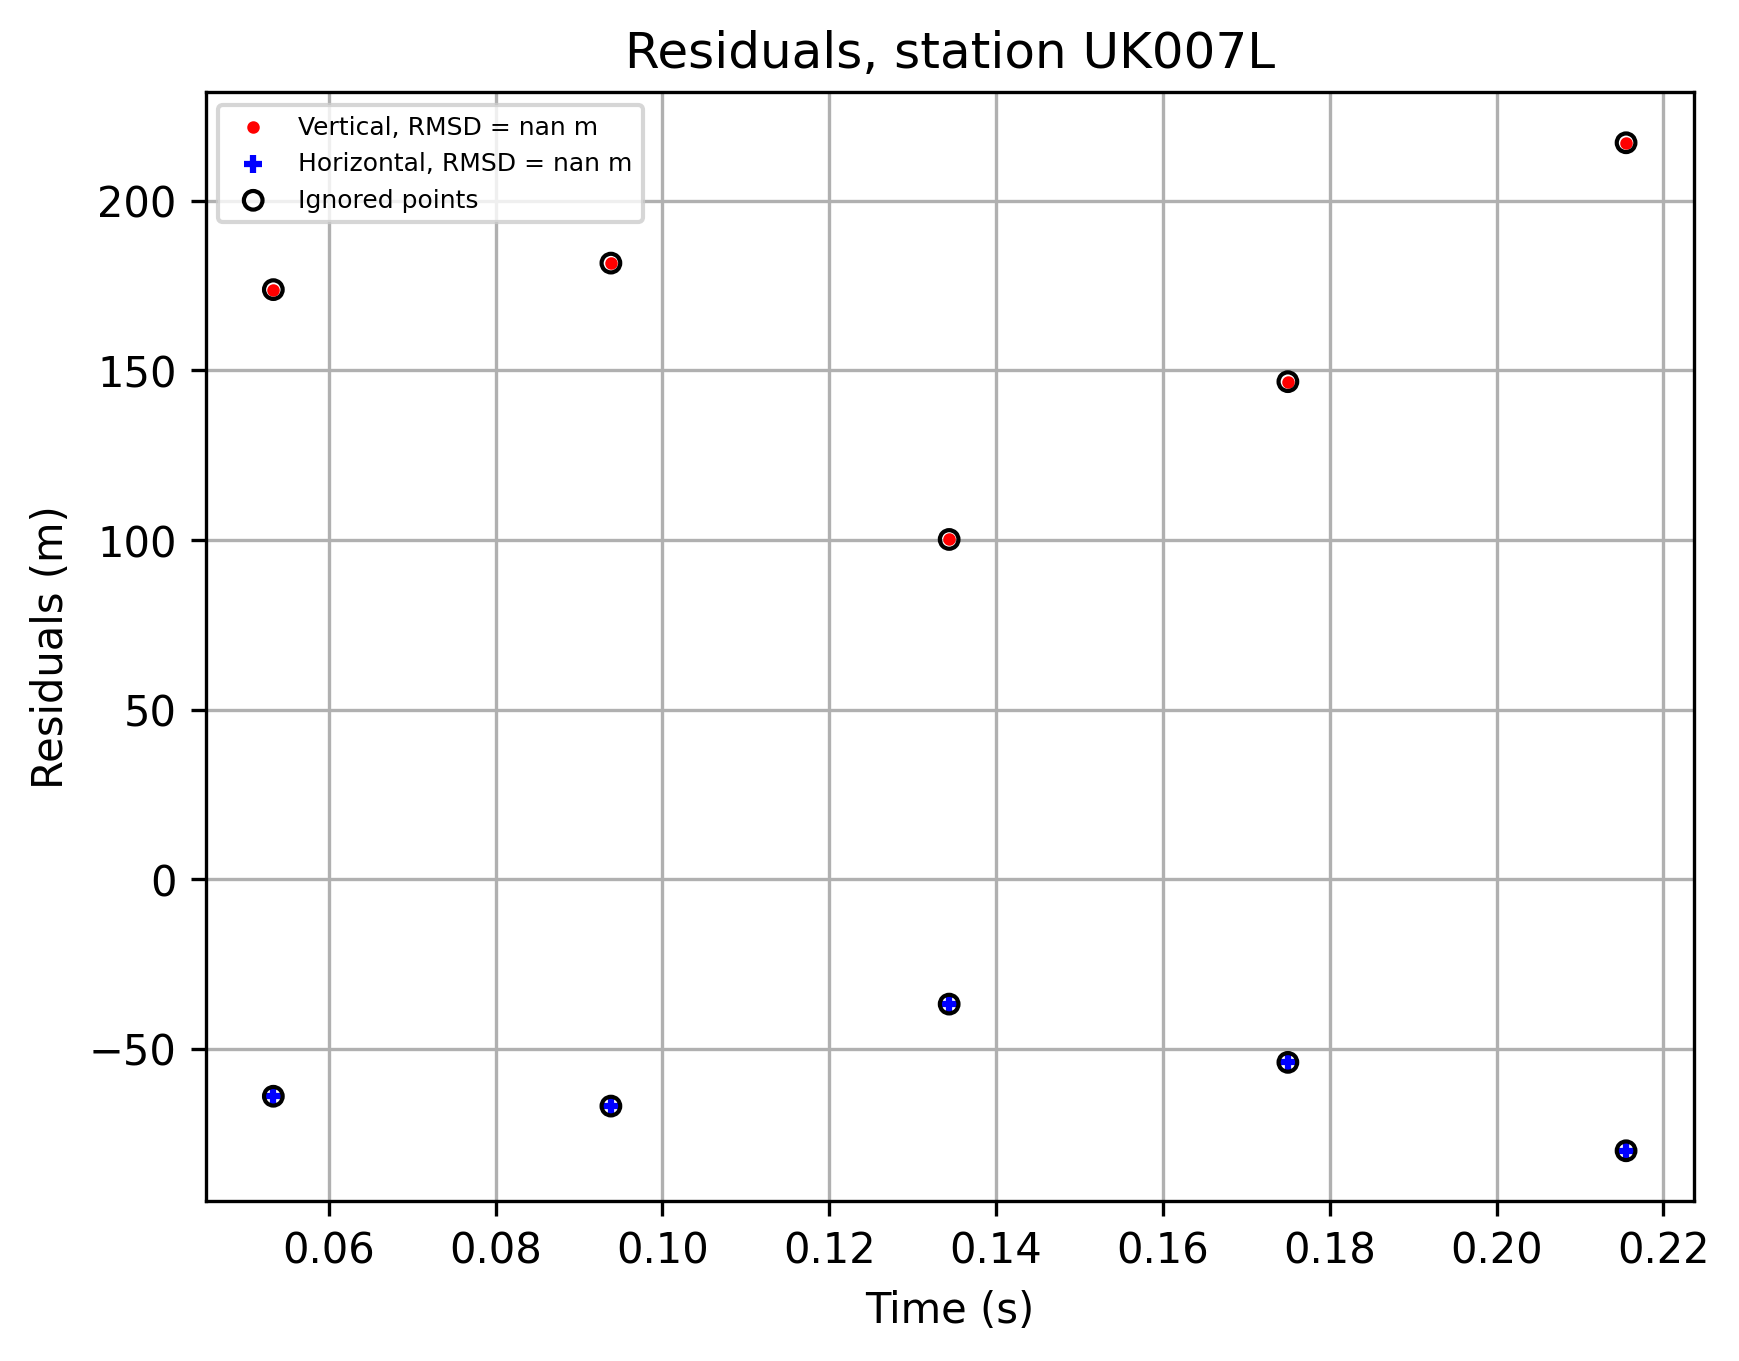 Residuals, station UK007L
Vertical, RMSD = nan m
Horizontal, RMSD = nan m
Ignored points
200
150
100
50
0
−50
Residuals (m)
0.06 0.08 0.10 0.12 0.14 0.16 0.18 0.20 0.22
Time (s)